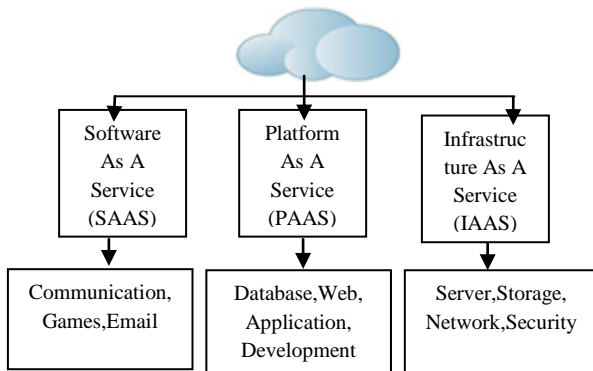 Software
As A
Service
(SAAS)
Platform
As A
Service
(PAAS)
Infrastruc
ture As A
Service
(IAAS)
Communication,
Games,Email
Database,Web,
Application,
Development
Server,Storage,
Network,Security